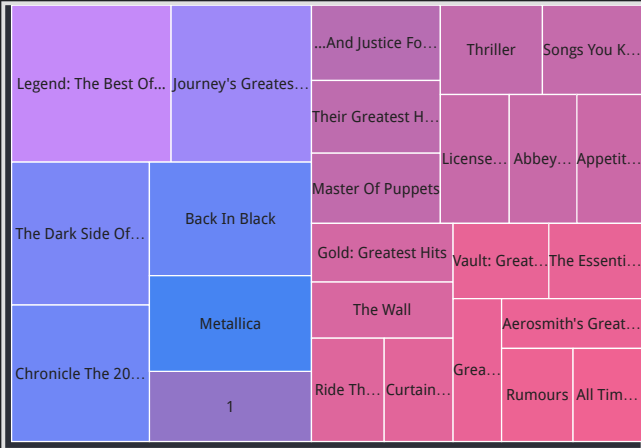 Legend: The Best Of...
Journey's Greates...
The Dark Side Of...
Back In Black
Metallica
Chronicle The 20...
1
...And Justice Fo...
Their Greatest H...
Master Of Puppets
Thriller
Songs You K...
License...
Abbey...
Appetit...
Gold: Greatest Hits
The Wall
Ride Th...
Curtain...
Vault: Great...
The Essenti...
Grea...
Aerosmith's Great...
Rumours
All Tim...